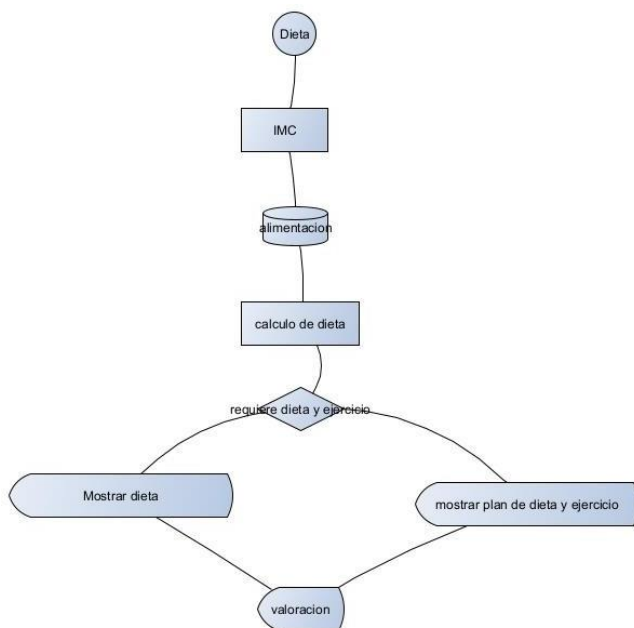 Dieta
IMC
alimentacion
calculo de dieta
requiere dieta y ejercicio
Mostrar dieta
mostrar plan de dieta y ejercicio
valoracion